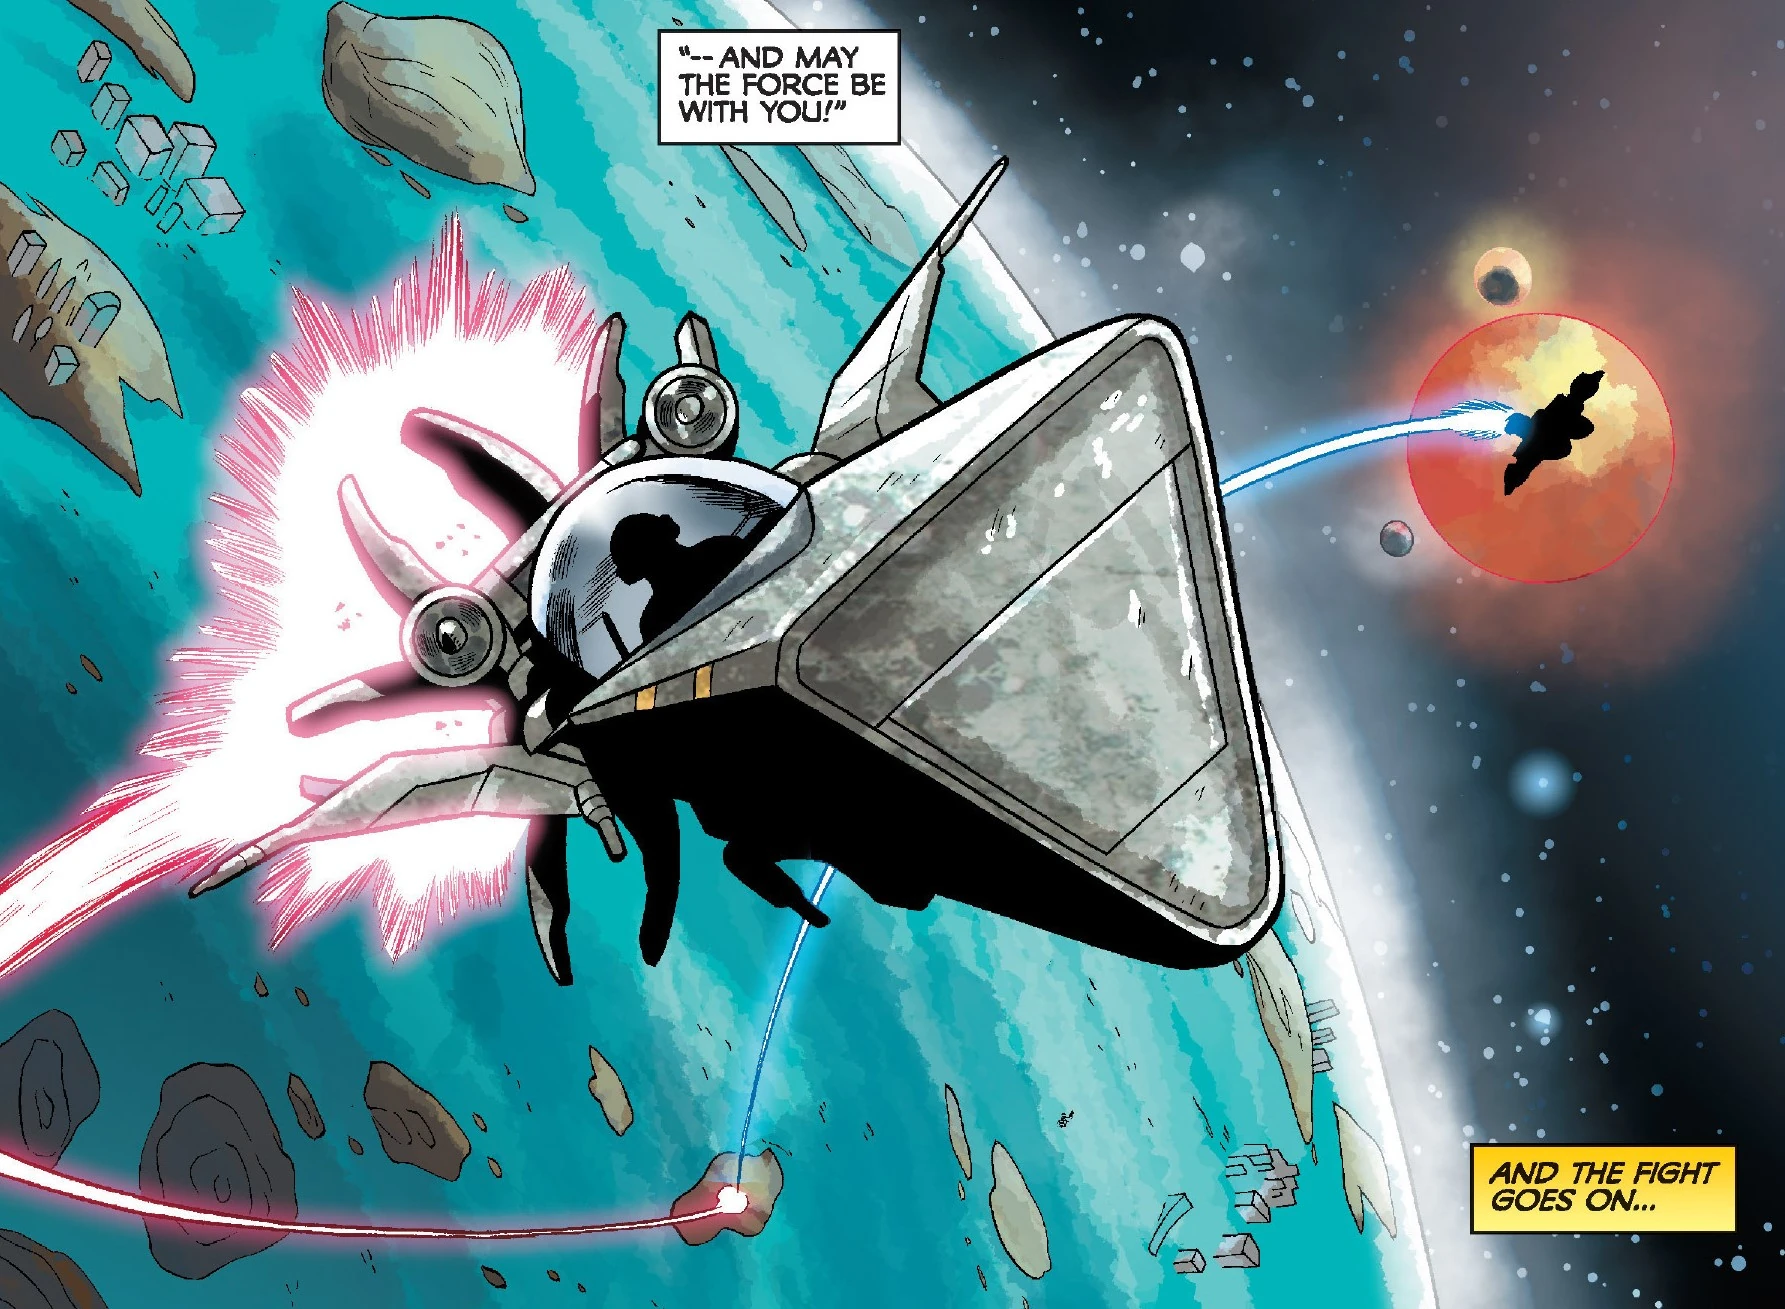 "--AND MAY
THE FORCE BE
WITH YOU!"
AND THE FIGHT
GOES ON...